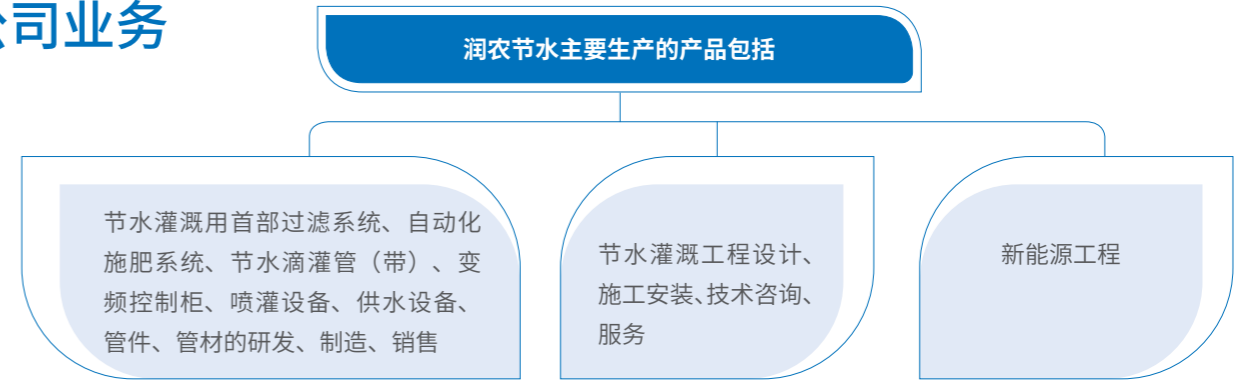 公司业务
润农节水主要生产的产品包括
节水灌溉用首部过滤系统、自动化
施肥系统、节水滴灌管（带）、变
频控制柜、喷灌设备、供水设备、
管件、管材的研发、制造、销售
节水灌溉工程设计、
施工安装、技术咨询、
服务
新能源工程